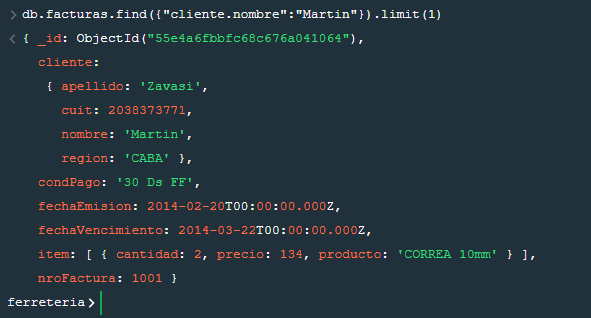 > db.facturas.find({"cliente.nombre":"Martin"}).limit(1)
< { _id: ObjectId("55e4a6fbbfc68c676a041064"),
cliente:
{ apellido: 'Zavasi',
cuit: 2038373771,
nombre: 'Martin',
region: 'CABA' },
condPago: '30 Ds FF',
fechaEmision: 2014-02-20T00:00:00.000Z,
fechaVencimiento: 2014-03-22T00:00:00.000Z,
item: [ { cantidad: 2, precio: 134, producto: 'CORREA 10mm' } ],
nroFactura: 1001 }
ferreteria>